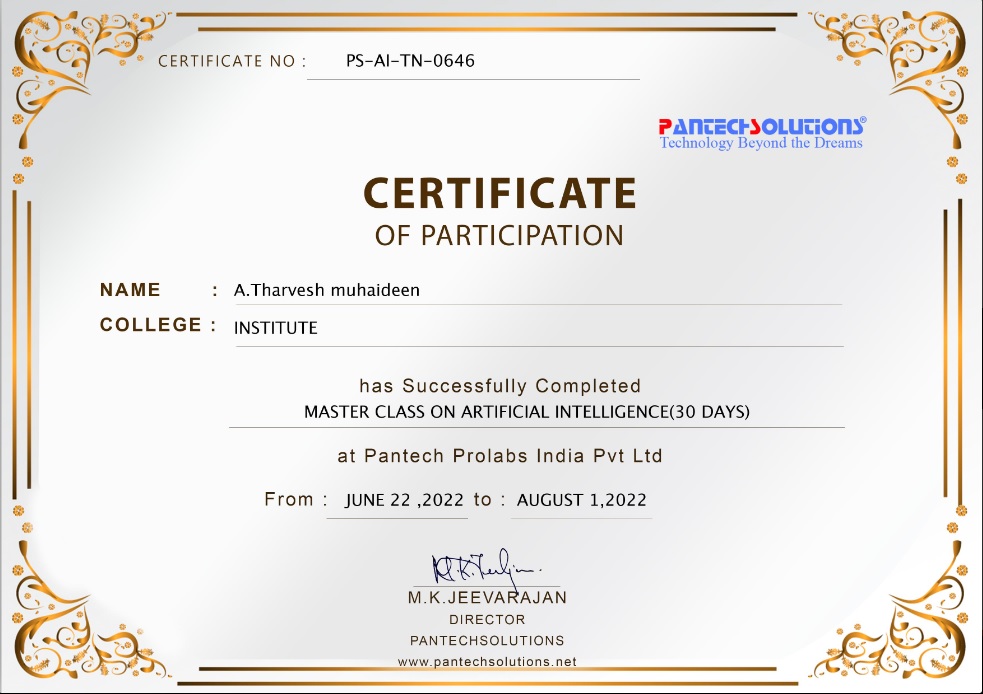 CERTIFICATE NO : PS-AI-TN-0646
PANTECHSOLUTIONS®
Technology Beyond the Dreams
CERTIFICATE
OF PARTICIPATION
NAME : A.Tharvesh muhaideen
COLLEGE : INSTITUTE
has Successfully Completed
MASTER CLASS ON ARTIFICIAL INTELLIGENCE(30 DAYS)
at Pantech Prolabs India Pvt Ltd
From : JUNE 22 ,2022 to : AUGUST 1,2022
M.K.JEEVARAJAN
DIRECTOR
PANTECHSOLUTIONS
www.pantechsolutions.net